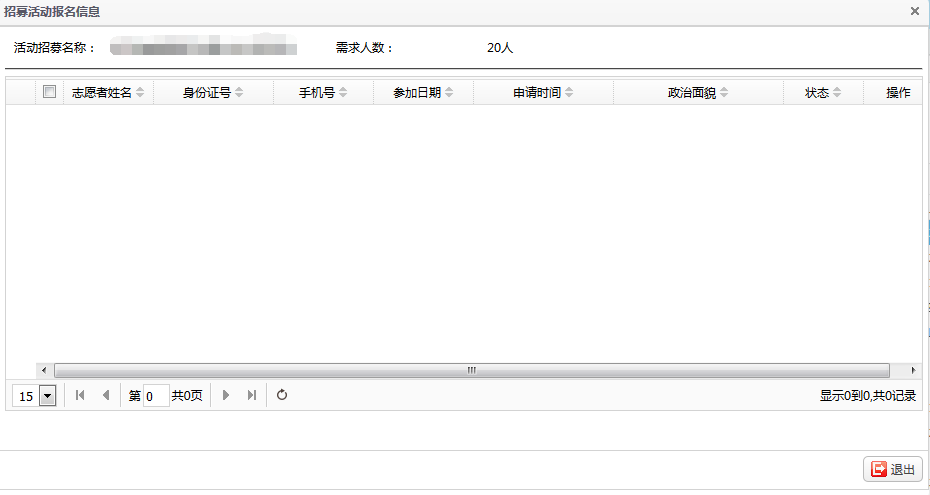 招募活动报名信息
活动招募名称： 需求人数： 20人
志愿者姓名 身份证号 手机号 参加日期 申请时间 政治面貌 状态 操作
15 第 0 共0页 显示0到0,共0记录
退出